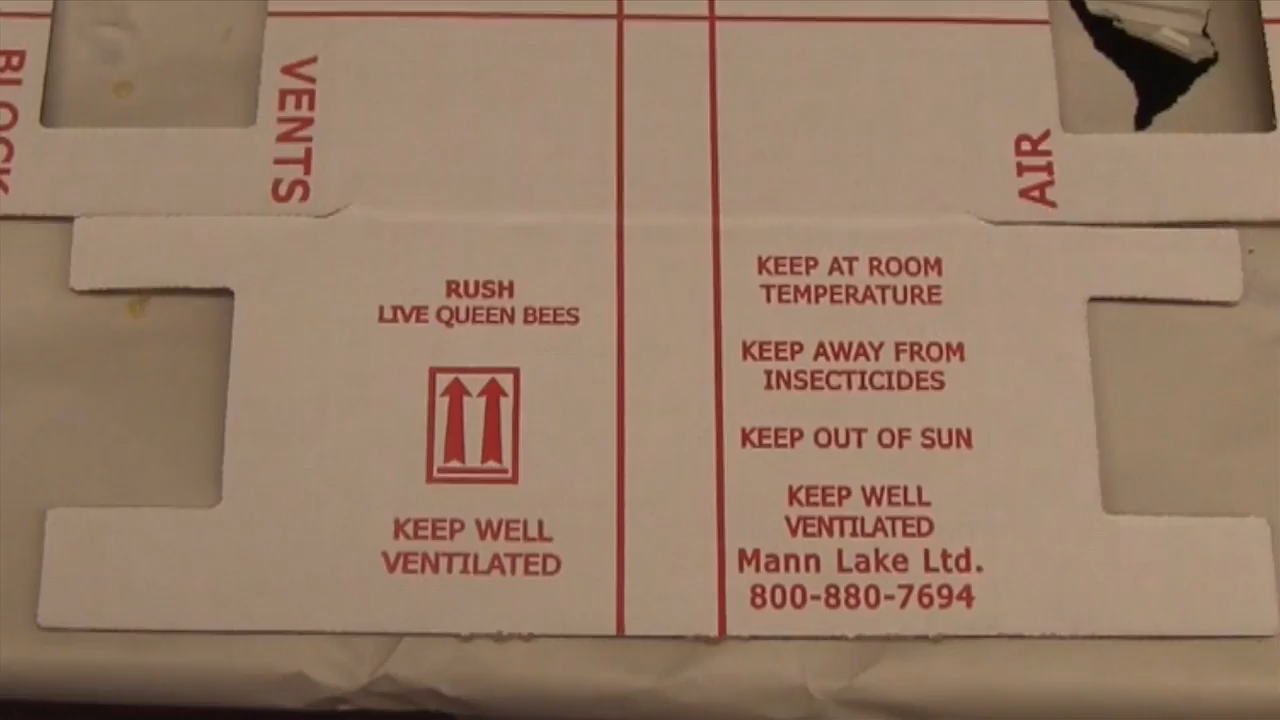 BLOCK
VENTS
AIR
RUSH
LIVE QUEEN BEES
KEEP WELL
VENTILATED
KEEP AT ROOM
TEMPERATURE
KEEP AWAY FROM
INSECTICIDES
KEEP OUT OF SUN
KEEP WELL
VENTILATED
Mann Lake Ltd.
800-880-7694